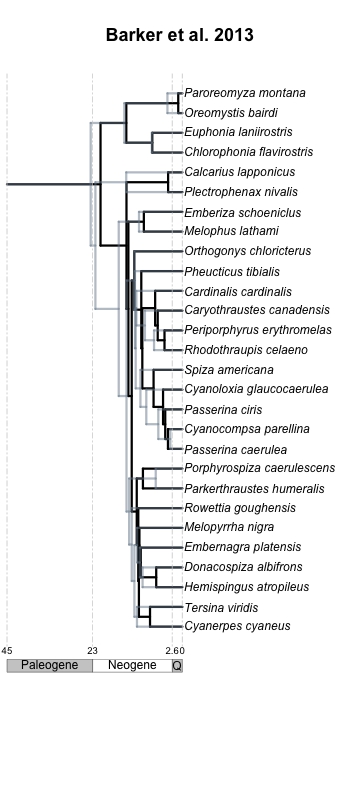 Barker et al. 2013
Paroreomyza montana
Oreomystis bairdi
Euphonia laniirostris
Chlorophonia flavirostris
Calcarius lapponicus
Plectrophenax nivalis
Emberiza schoeniclus
Melophus lathami
Orthogonys chloricterus
Pheucticus tibialis
Cardinalis cardinalis
Caryothraustes canadensis
Periporphyrus erythromelas
Rhodothraupis celaeno
Spiza americana
Cyanoloxia glaucocaerulea
Passerina ciris
Cyanocompsa parellina
Passerina caerulea
Porphyrospiza caerulescens
Parkerthraustes humeralis
Rowettia goughensis
Melopyrrha nigra
Embernagra platensis
Donacospiza albifrons
Hemispingus atropileus
Tersina viridis
Cyanerpes cyaneus
45 23 2.6 0
Paleogene Neogene Q